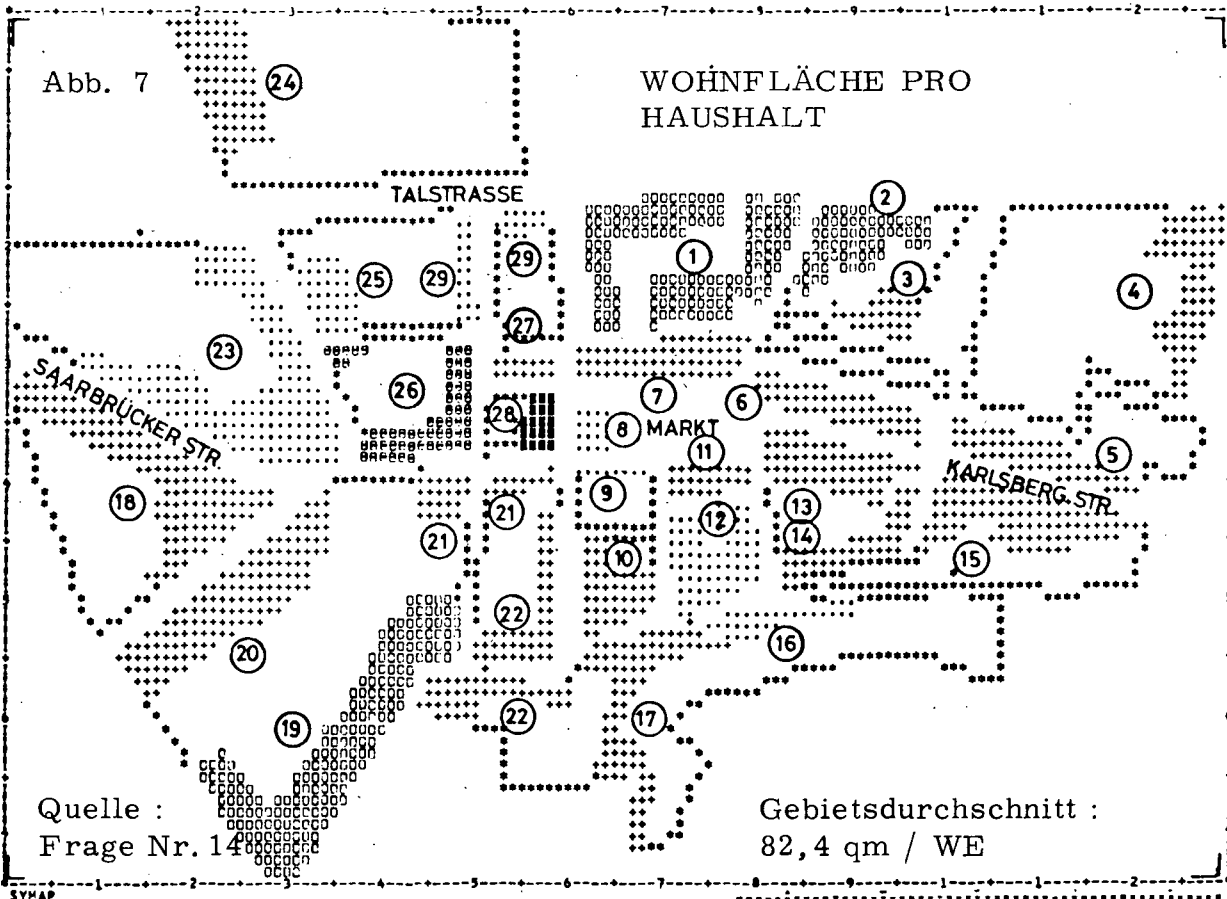 Abb. 7
WOHNFLÄCHE PRO
HAUSHALT
24
TALSTRASSE
2
1
29
25
29
3
4
27
23
26
7
6
28
8
MARKT
11
5
SAARBRÜCKER STR.
KARLSBERG STR.
18
9
21
12
13
21
14
10
15
22
16
20
22
17
19
Quelle :
Frage Nr. 14
Gebietsdurchschnitt :
82,4 qm / WE
SYMAP